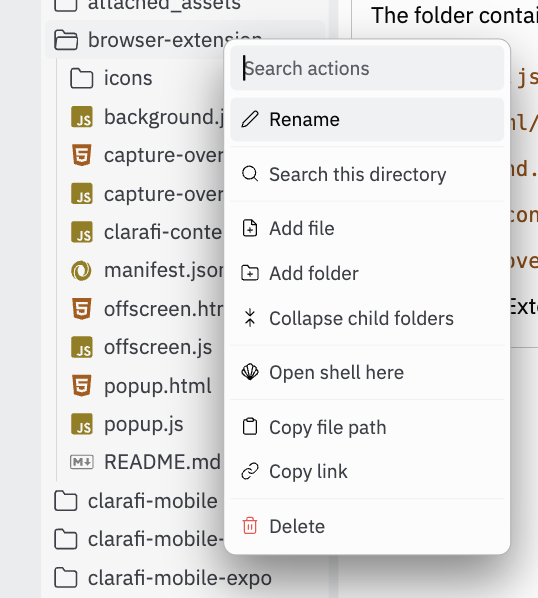 attached_assets
The folder contai
browser-extension
Search actions
icons
.js
background.j
Rename
capture-over
ml/
Search this directory
nd.
capture-over
Add file
con
clarafi-conte
Add folder
ove
manifest.json
Collapse child folders
Exte
offscreen.htr
offscreen.js
Open shell here
popup.html
popup.js
Copy file path
README.md
Copy link
clarafi-mobile
Delete
clarafi-mobile-
clarafi-mobile-expo